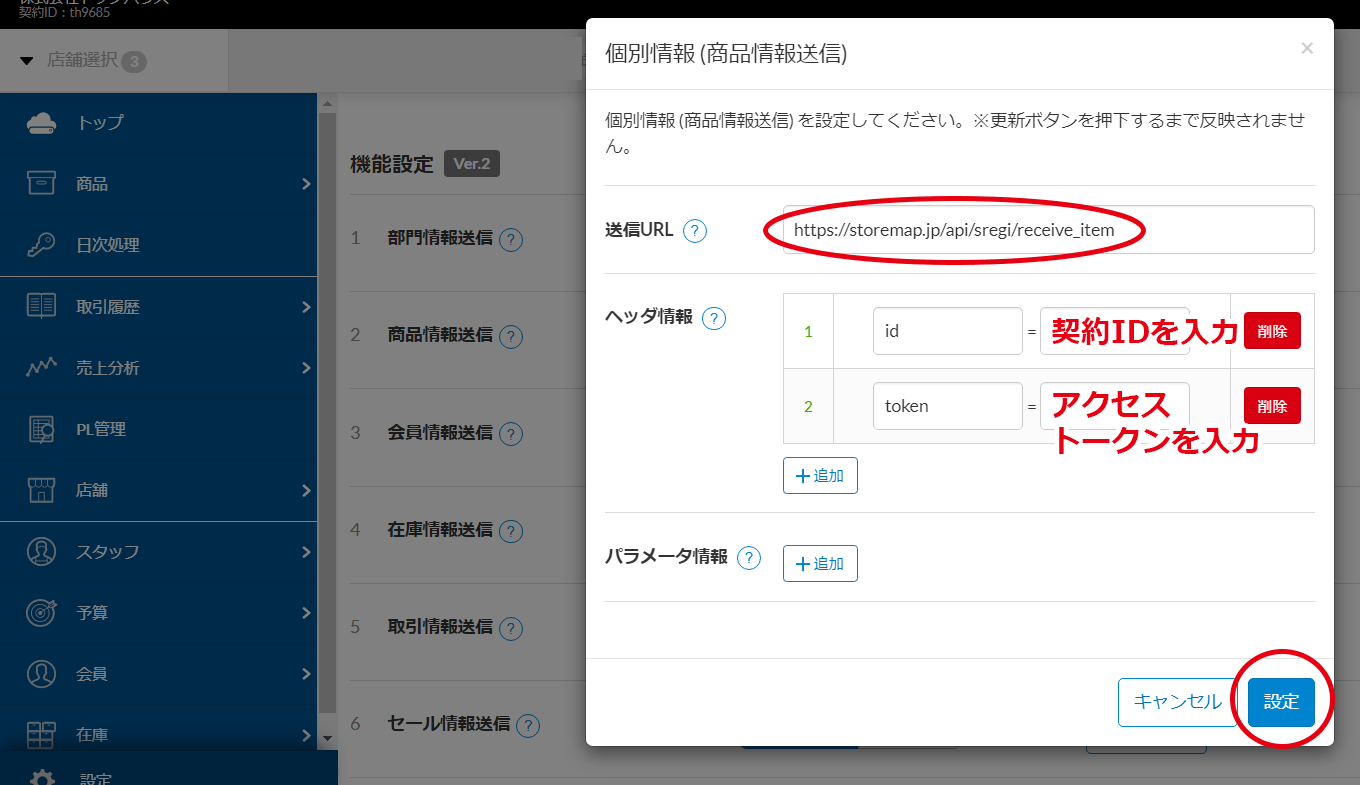 契約ID：th9685
店舗選択 3
トップ
商品
日次処理
取引履歴
売上分析
PL管理
店舗
スタッフ
予算
会員
在庫
設定
機能設定 Ver.2
1 部門情報送信 ?
2 商品情報送信 ?
3 会員情報送信 ?
4 在庫情報送信 ?
5 取引情報送信 ?
6 セール情報送信 ?
個別情報 (商品情報送信) ×
個別情報 (商品情報送信) を設定してください。※更新ボタンを押下するまで反映されませ
ん。
送信URL ? https://storemap.jp/api/sregi/receive_item
ヘッダ情報 ?
1 id = 契約IDを入力 削除
2 token = アクセス 削除
トークンを入力
＋追加
パラメータ情報 ? ＋追加
キャンセル 設定